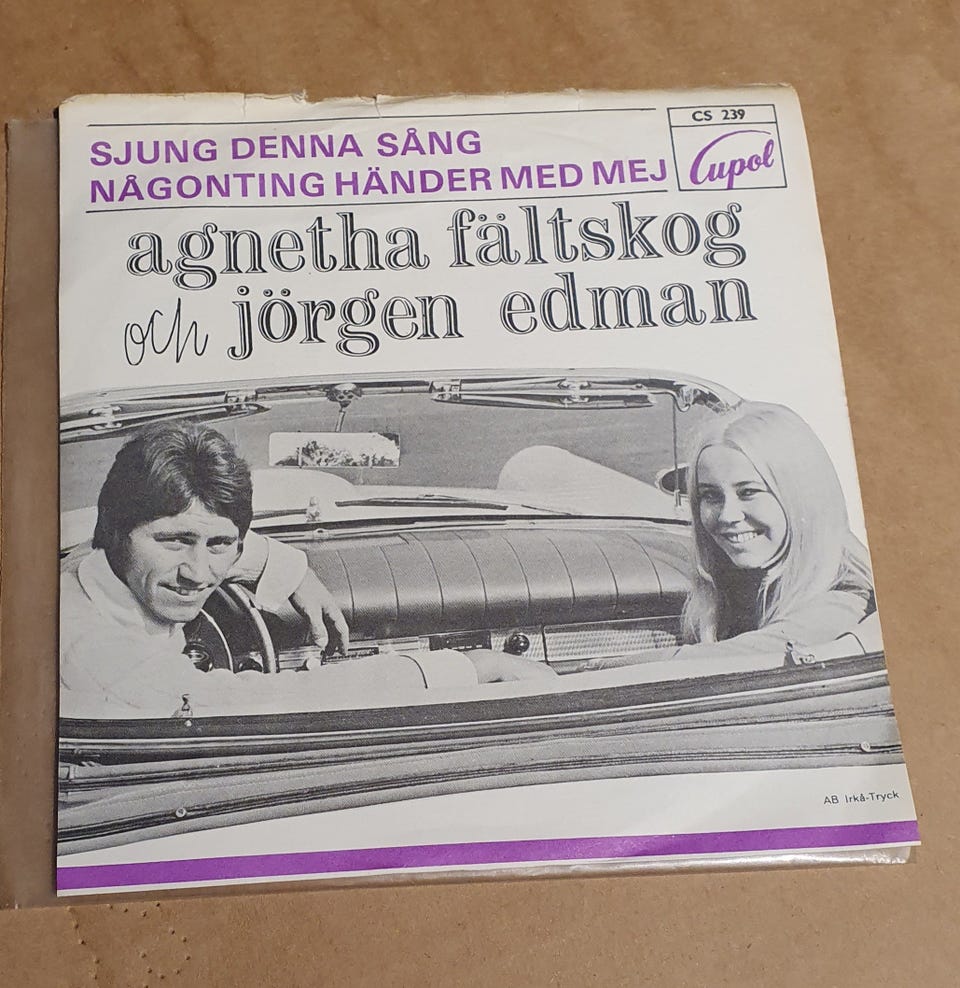 CS 239
Cupol
SJUNG DENNA SÅNG
NÅGONTING HÄNDER MED MEJ
agnetha fältskog
och jörgen edman
AB Irkå-Tryck